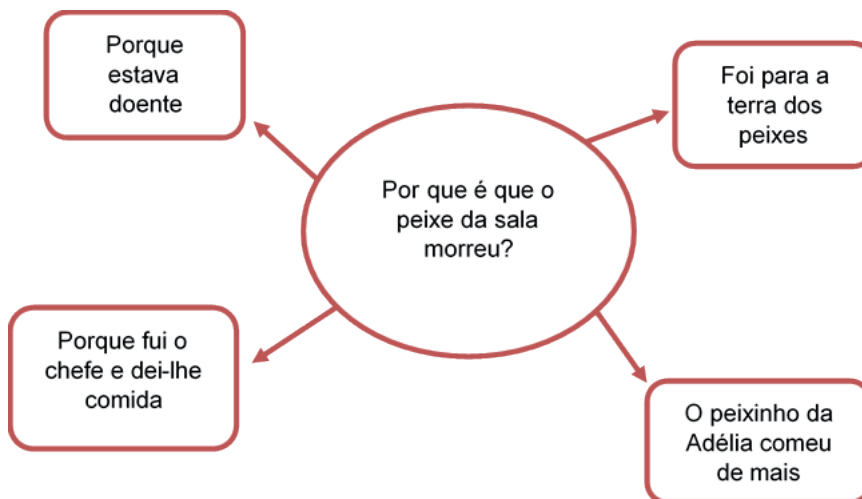 Porque
estava
doente
Foi para a
terra dos
peixes
Por que é que o
peixe da sala
morreu?
Porque fui o
chefe e dei-lhe
comida
O peixinho da
Adélia comeu
de mais